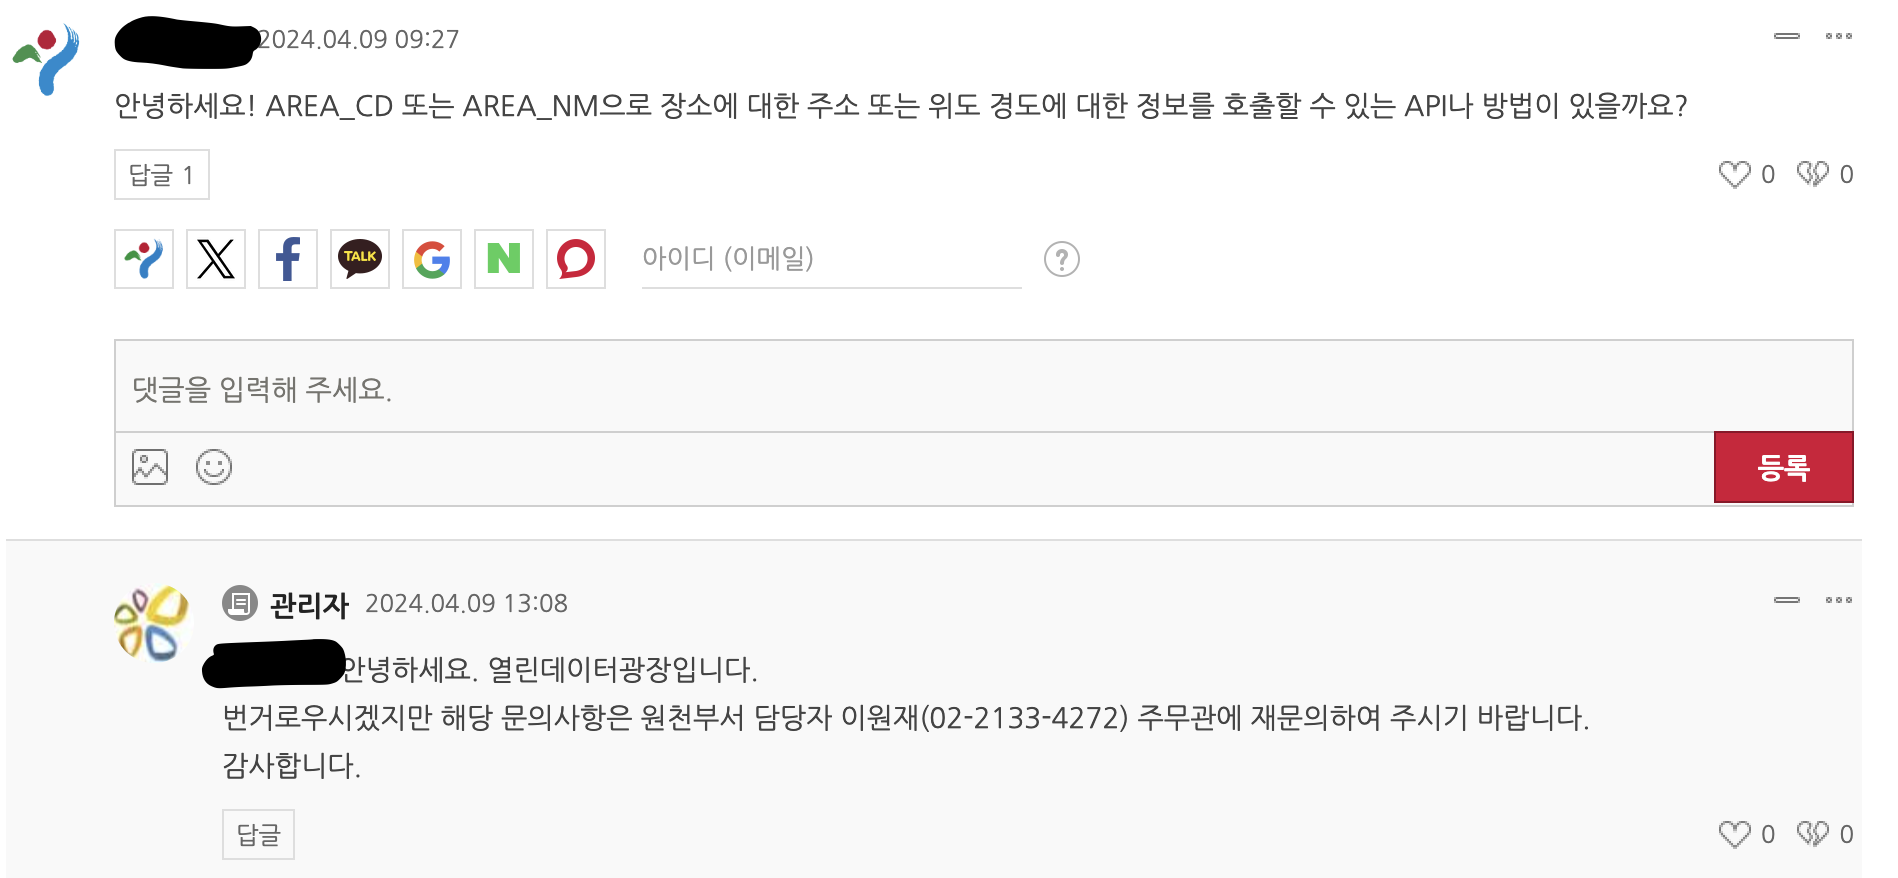 2024.04.09 09:27
안녕하세요! AREA_CD 또는 AREA_NM으로 장소에 대한 주소 또는 위도 경도에 대한 정보를 호출할 수 있는 API나 방법이 있을까요?
답글 1
0 0
TALK
아이디 (이메일)
?
댓글을 입력해 주세요.
등록
관리자 2024.04.09 13:08
안녕하세요. 열린데이터광장입니다.
번거로우시겠지만 해당 문의사항은 원천부서 담당자 이원재(02-2133-4272) 주무관에 재문의하여 주시기 바랍니다.
감사합니다.
답글
0 0